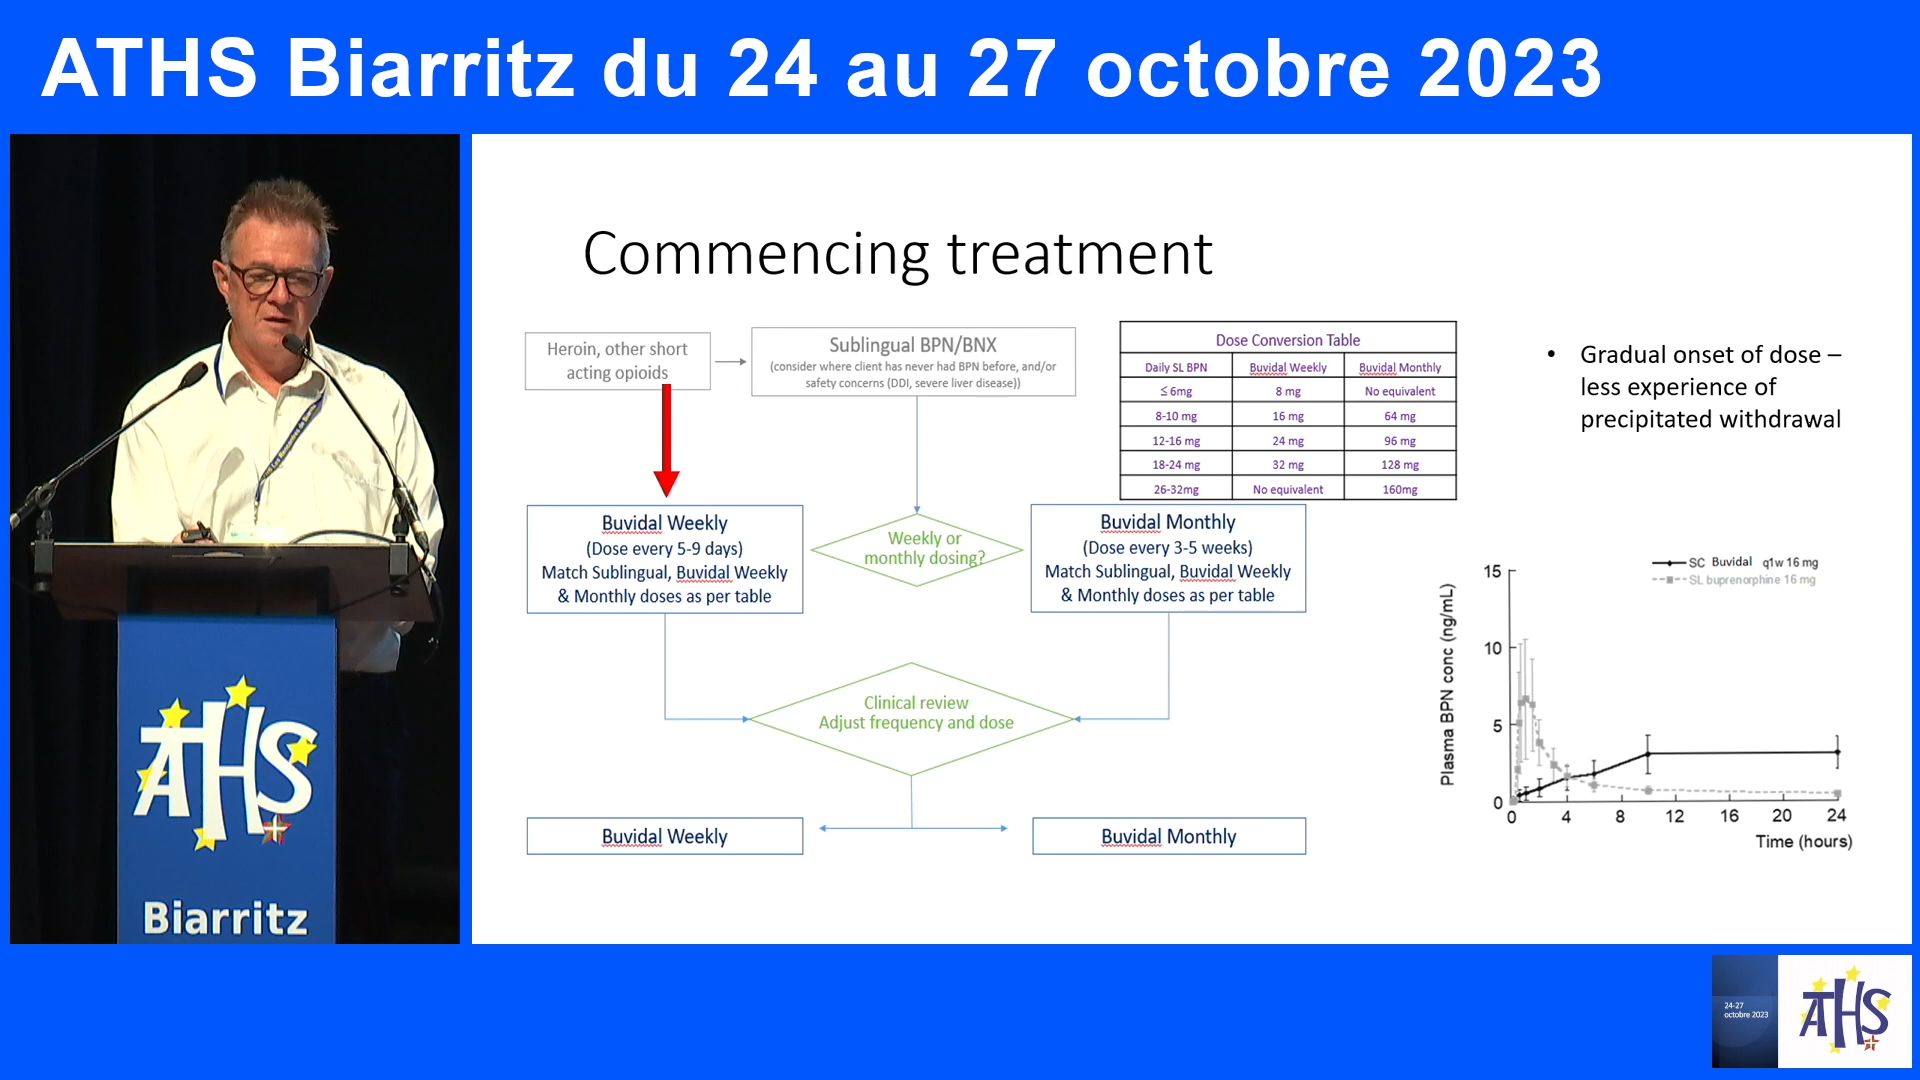 ATHS Biarritz du 24 au 27 octobre 2023
Commencing treatment
Heroin, other short
acting opioids
Sublingual BPN/BNX
(consider where client has never had BPN before, and/or
safety concerns (DDI, severe liver disease))
Dose Conversion Table
Daily SL BPN Buvidal Weekly Buvidal Monthly
≤ 6mg 8 mg No equivalent
8-10 mg 16 mg 64 mg
12-16 mg 24 mg 96 mg
18-24 mg 32 mg 128 mg
26-32mg No equivalent 160mg
• Gradual onset of dose –
less experience of
precipitated withdrawal
Buvidal Weekly
(Dose every 5-9 days)
Match Sublingual, Buvidal Weekly
& Monthly doses as per table
Weekly or
monthly dosing?
Buvidal Monthly
(Dose every 3-5 weeks)
Match Sublingual, Buvidal Weekly
& Monthly doses as per table
Clinical review
Adjust frequency and dose
Buvidal Weekly
Buvidal Monthly
SC Buvidal q1w 16 mg
SL buprenorphine 16 mg
Plasma BPN conc (ng/mL)
15
10
5
0
0 4 8 12 16 20 24
Time (hours)
ATHS
Biarritz
24-27
octobre 2023
ATHS